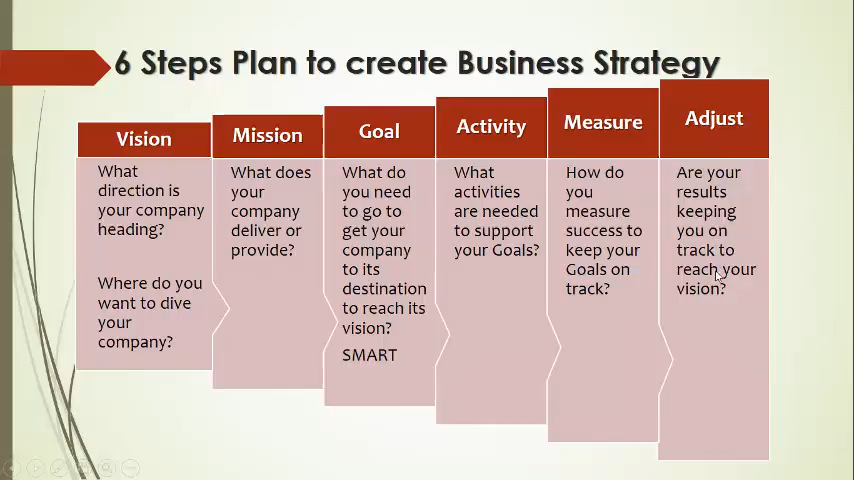 6 Steps Plan to create Business Strategy
Vision
What
direction is
your company
heading?
Where do you
want to dive
your
company?
Mission
What does
your
company
deliver or
provide?
Goal
What do
you need
to go to
get your
company
to its
destination
to reach its
vision?
SMART
Activity
What
activities
are needed
to support
your Goals?
Measure
How do
you
measure
success to
keep your
Goals on
track?
Adjust
Are your
results
keeping
you on
track to
reach your
vision?